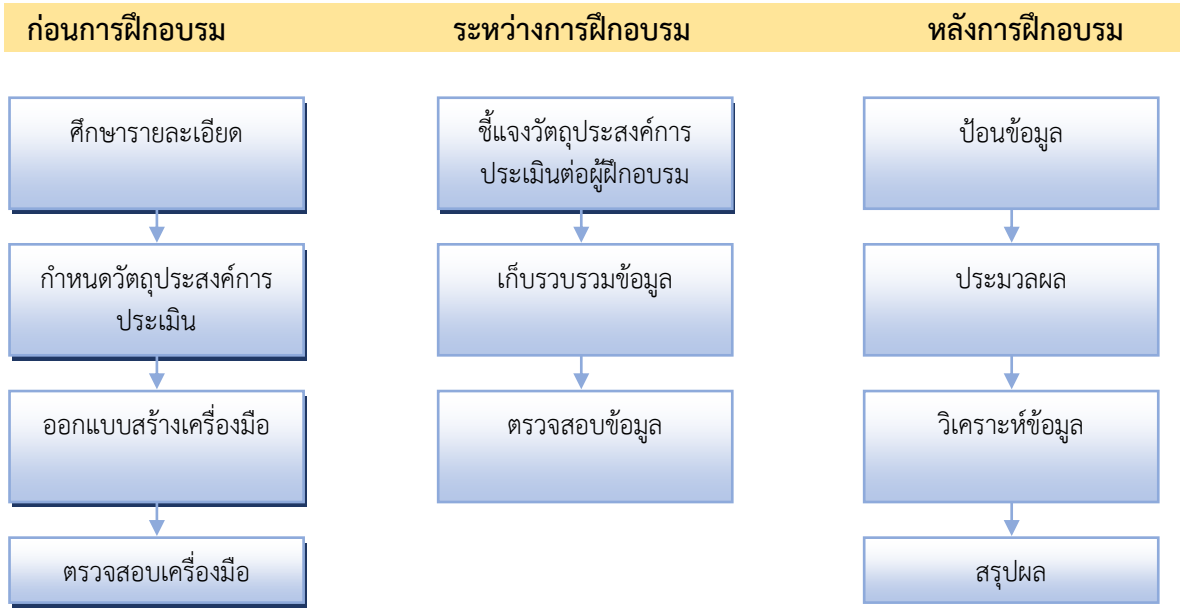 ก่อนการฝึกอบรม
ระหว่างการฝึกอบรม
หลังการฝึกอบรม
ศึกษารายละเอียด
กำหนดวัตถุประสงค์การ
ประเมิน
ออกแบบสร้างเครื่องมือ
ตรวจสอบเครื่องมือ
ชี้แจงวัตถุประสงค์การ
ประเมินต่อผู้ฝึกอบรม
เก็บรวบรวมข้อมูล
ตรวจสอบข้อมูล
ป้อนข้อมูล
ประมวลผล
วิเคราะห์ข้อมูล
สรุปผล